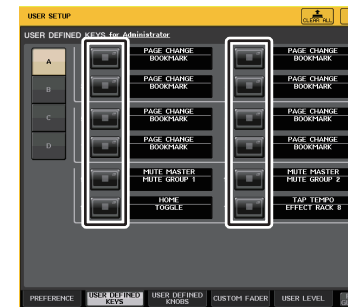 USER SETUP
CLEAR ALL
USER DEFINED KEYS for Administrator
A
PAGE CHANGE
BOOKMARK
PAGE CHANGE
BOOKMARK
B
PAGE CHANGE
BOOKMARK
PAGE CHANGE
BOOKMARK
C
PAGE CHANGE
BOOKMARK
PAGE CHANGE
BOOKMARK
D
PAGE CHANGE
BOOKMARK
PAGE CHANGE
BOOKMARK
MUTE MASTER
MUTE GROUP 1
MUTE MASTER
MUTE GROUP 2
HOME
TOGGLE
TAP TEMPO
EFFECT RACK 8
PREFERENCE
USER DEFINED
KEYS
USER DEFINED
KNOBS
CUSTOM FADER
USER LEVEL